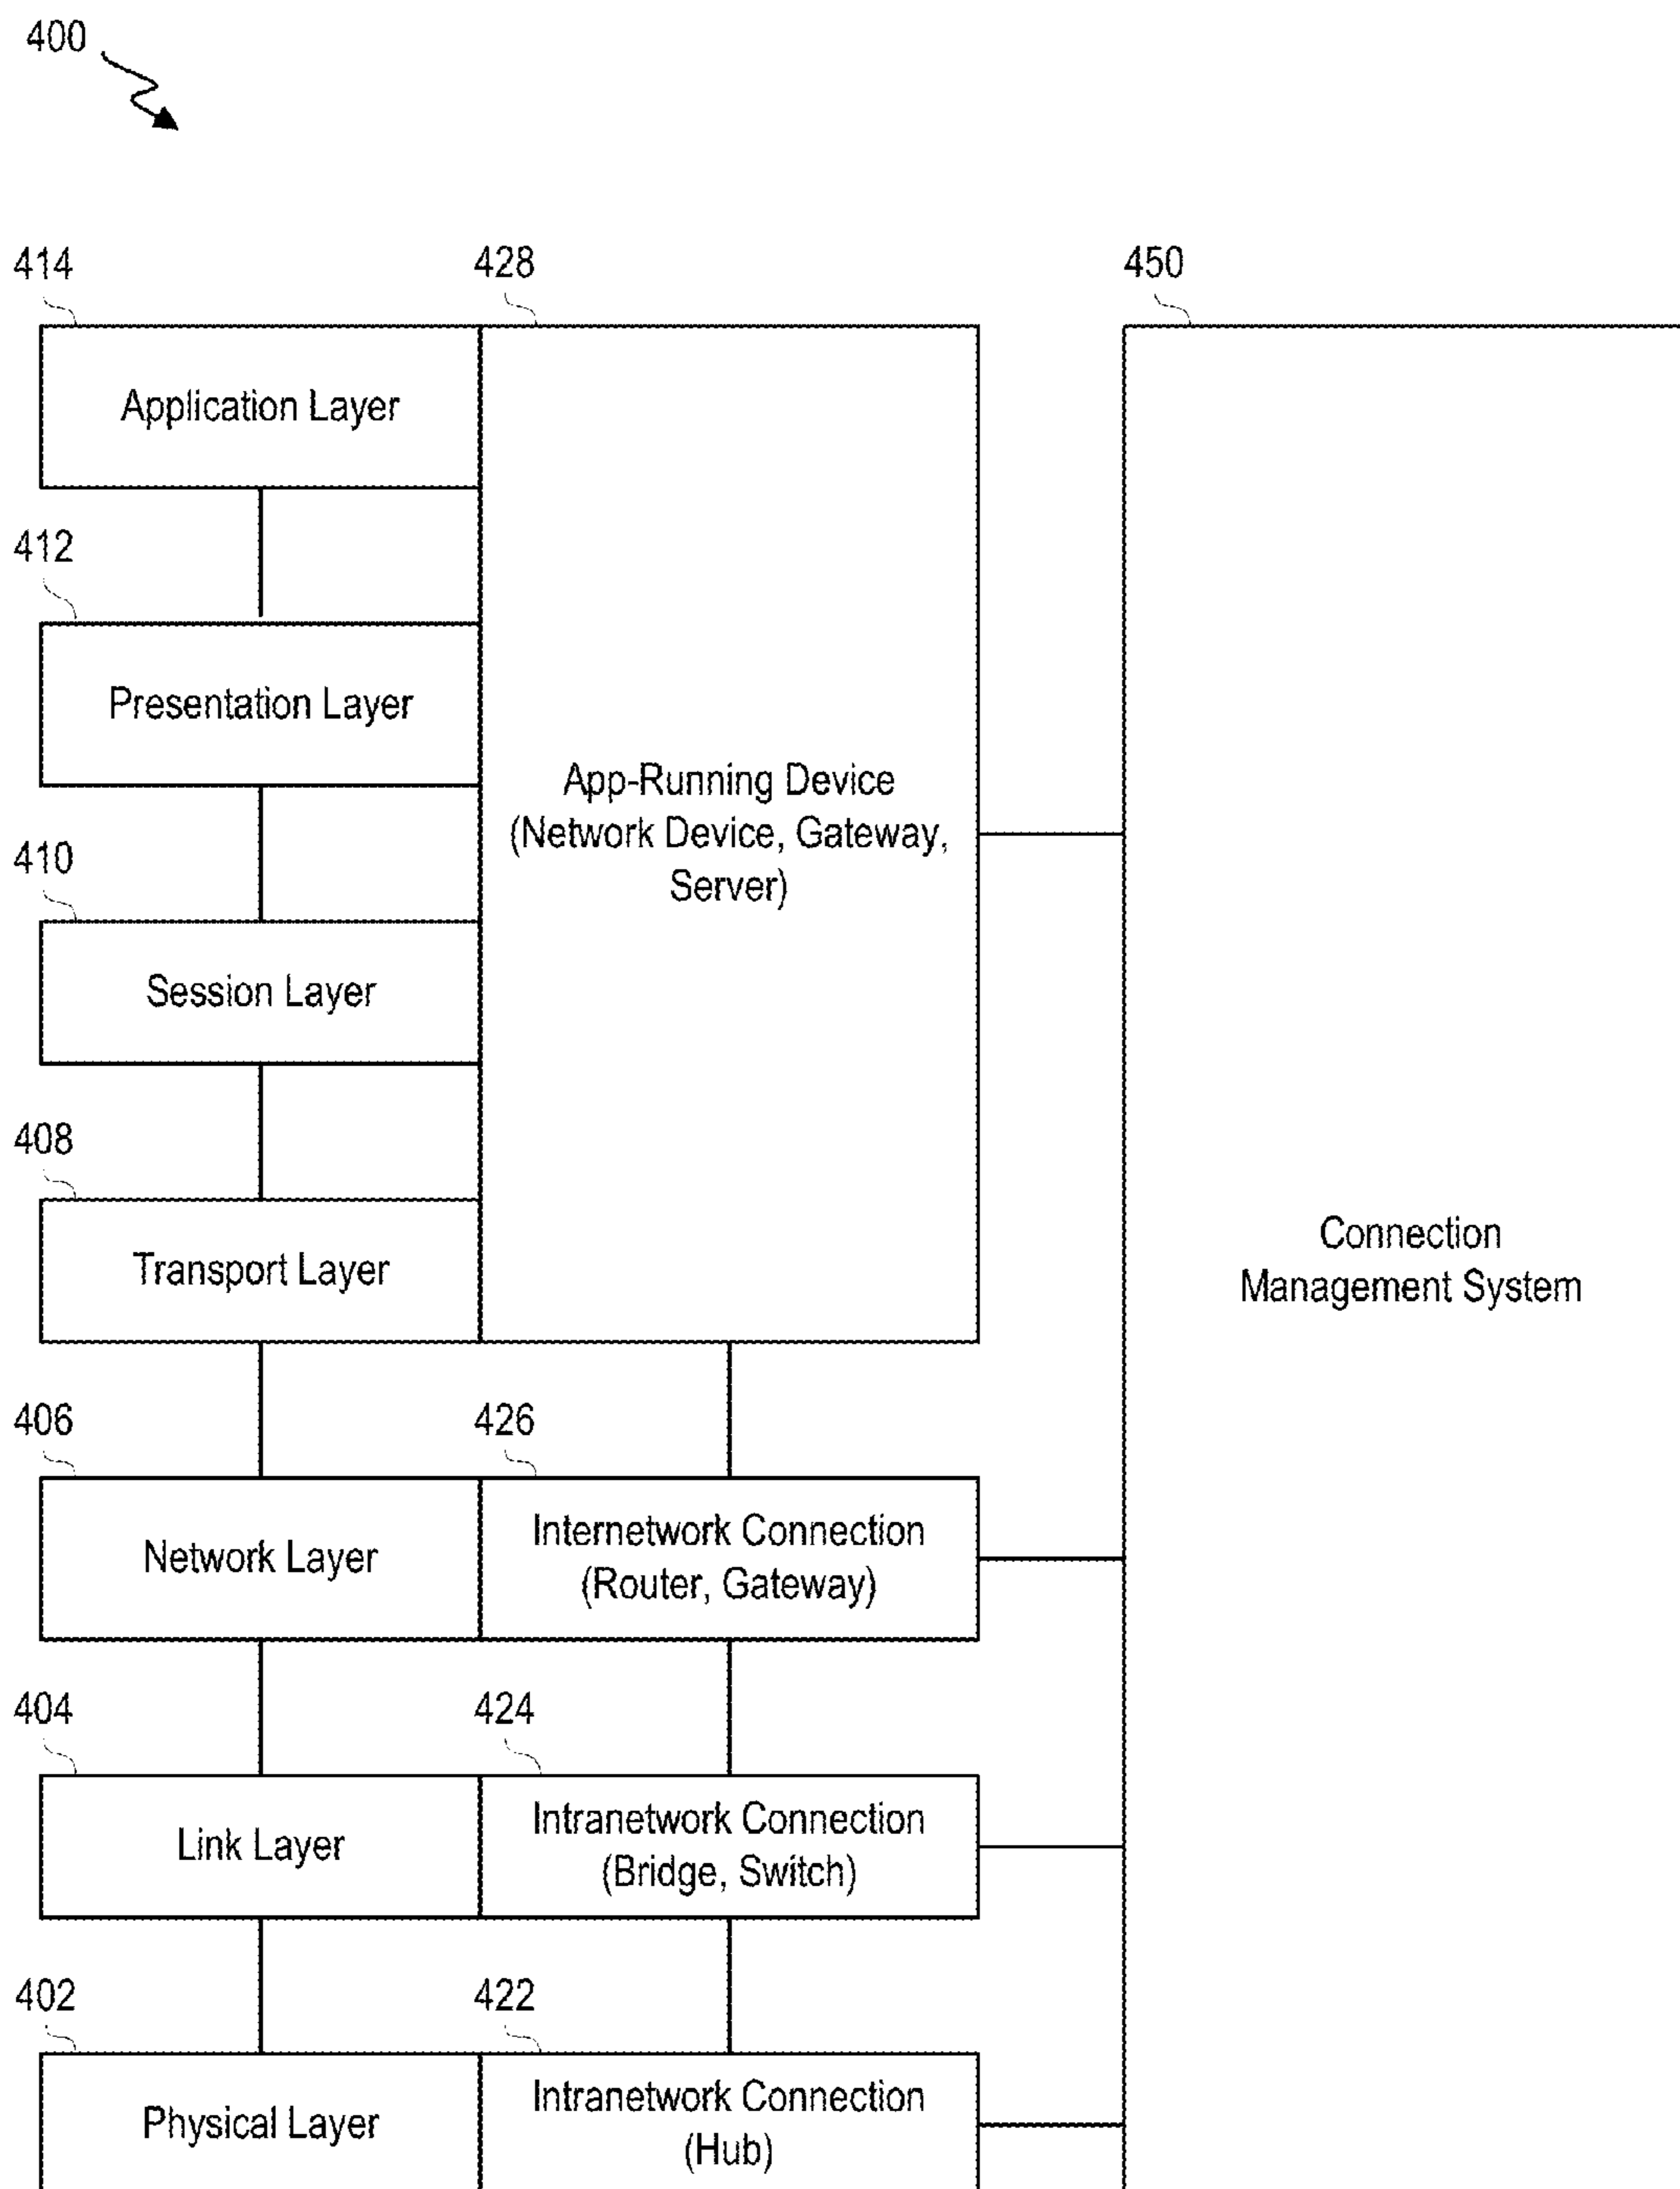 400
414
428
450
Application Layer
412
Presentation Layer
App-Running Device
(Network Device, Gateway,
Server)
410
Session Layer
408
Transport Layer
Connection
Management System
406
426
Network Layer
Internetwork Connection
(Router, Gateway)
404
424
Link Layer
Intranetwork Connection
(Bridge, Switch)
402
422
Physical Layer
Intranetwork Connection
(Hub)